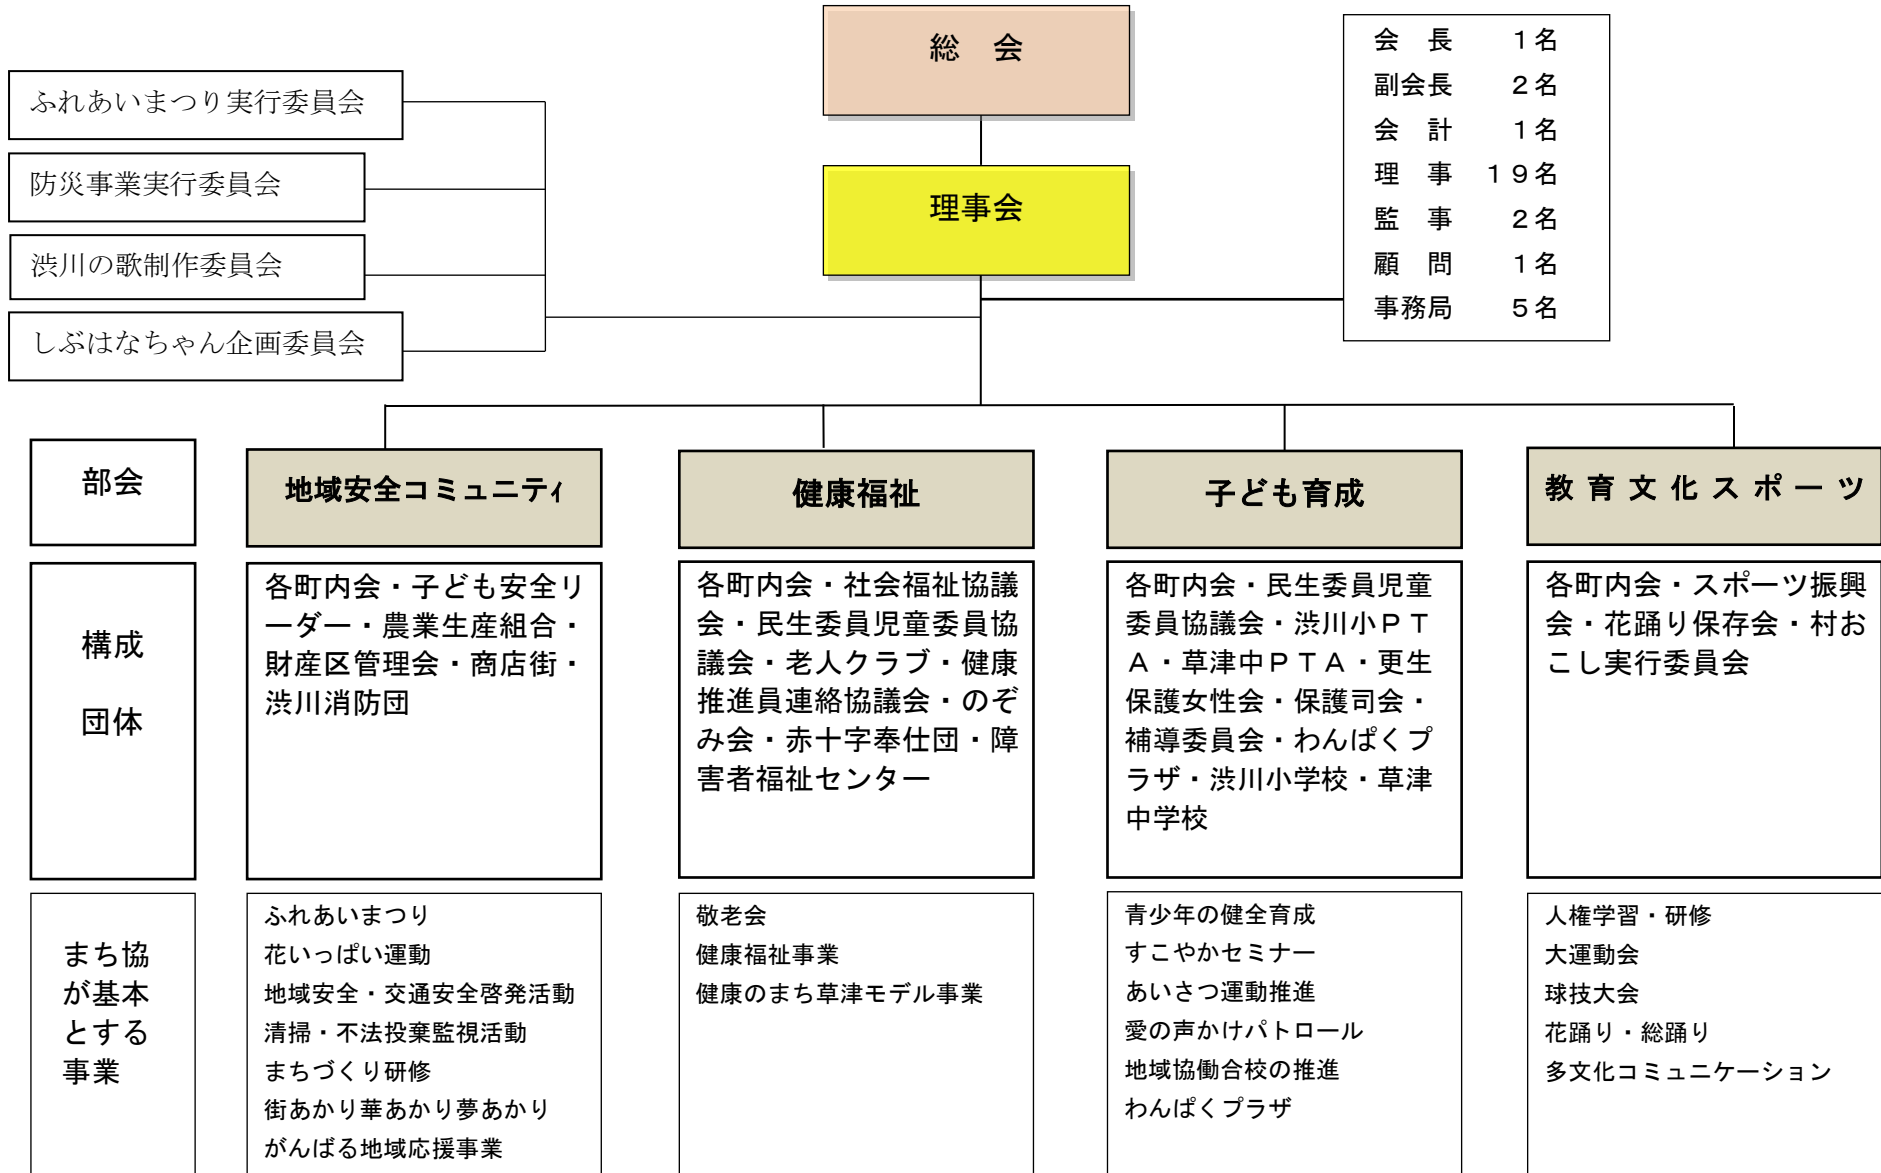 総　会
会　長　１名
副会長　２名
会　計　１名
理　事　１９名
監　事　２名
顧　問　１名
事務局　５名
ふれあいまつり実行委員会
防災事業実行委員会
渋川の歌制作委員会
しぶはなちゃん企画委員会
理事会
部会
地域安全コミュニティ
健康福祉
子ども育成
教育文化スポーツ
構成
団体
各町内会・子ども安全リ
ーダー・農業生産組合・
財産区管理会・商店街・
渋川消防団
各町内会・社会福祉協議
会・民生委員児童委員協
議会・老人クラブ・健康
推進員連絡協議会・のぞ
み会・赤十字奉仕団・障
害者福祉センター
各町内会・民生委員児童
委員協議会・渋川小ＰＴ
Ａ・草津中ＰＴＡ・更生
保護女性会・保護司会・
補導委員会・わんぱくプ
ラザ・渋川小学校・草津
中学校
各町内会・スポーツ振興
会・花踊り保存会・村お
こし実行委員会
まち協
が基本
とする
事業
ふれあいまつり
花いっぱい運動
地域安全・交通安全啓発活動
清掃・不法投棄監視活動
まちづくり研修
街あかり華あかり夢あかり
がんばる地域応援事業
敬老会
健康福祉事業
健康のまち草津モデル事業
青少年の健全育成
すこやかセミナー
あいさつ運動推進
愛の声かけパトロール
地域協働合校の推進
わんぱくプラザ
人権学習・研修
大運動会
球技大会
花踊り・総踊り
多文化コミュニケーション